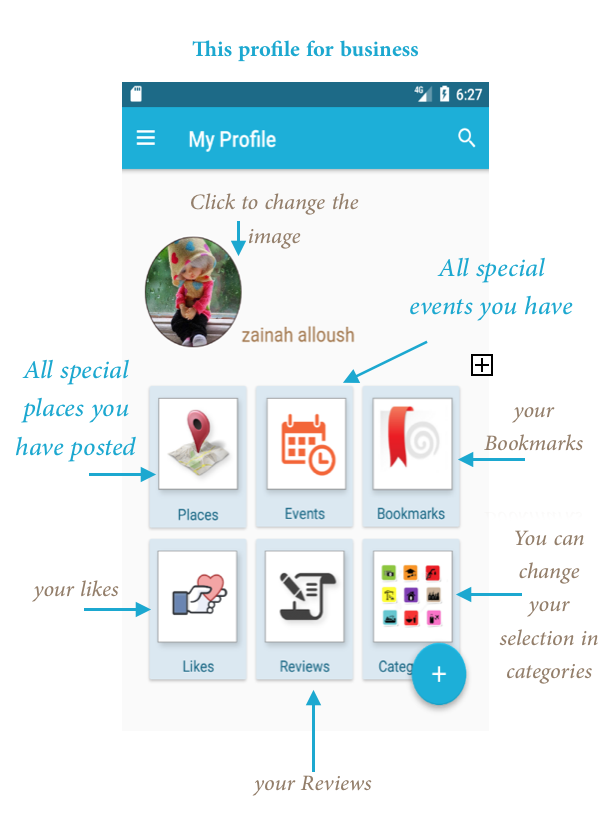 This profile for business
4G 6:27
My Profile
Click to change the
image
All special
events you have
zainah alloush
All special
places you
have posted
your
Bookmarks
Places
Events
Bookmarks
You can
change
your
selection in
categories
your likes
Likes
Reviews
Categ
+
your Reviews